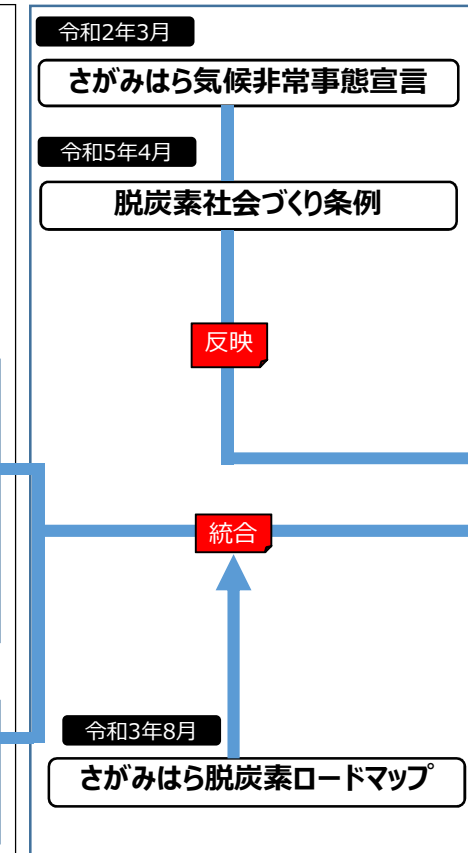 令和2年3月
さがみはら気候非常事態宣言
令和5年4月
脱炭素社会づくり条例
反映
統合
令和3年8月
さがみはら脱炭素ロードマップ